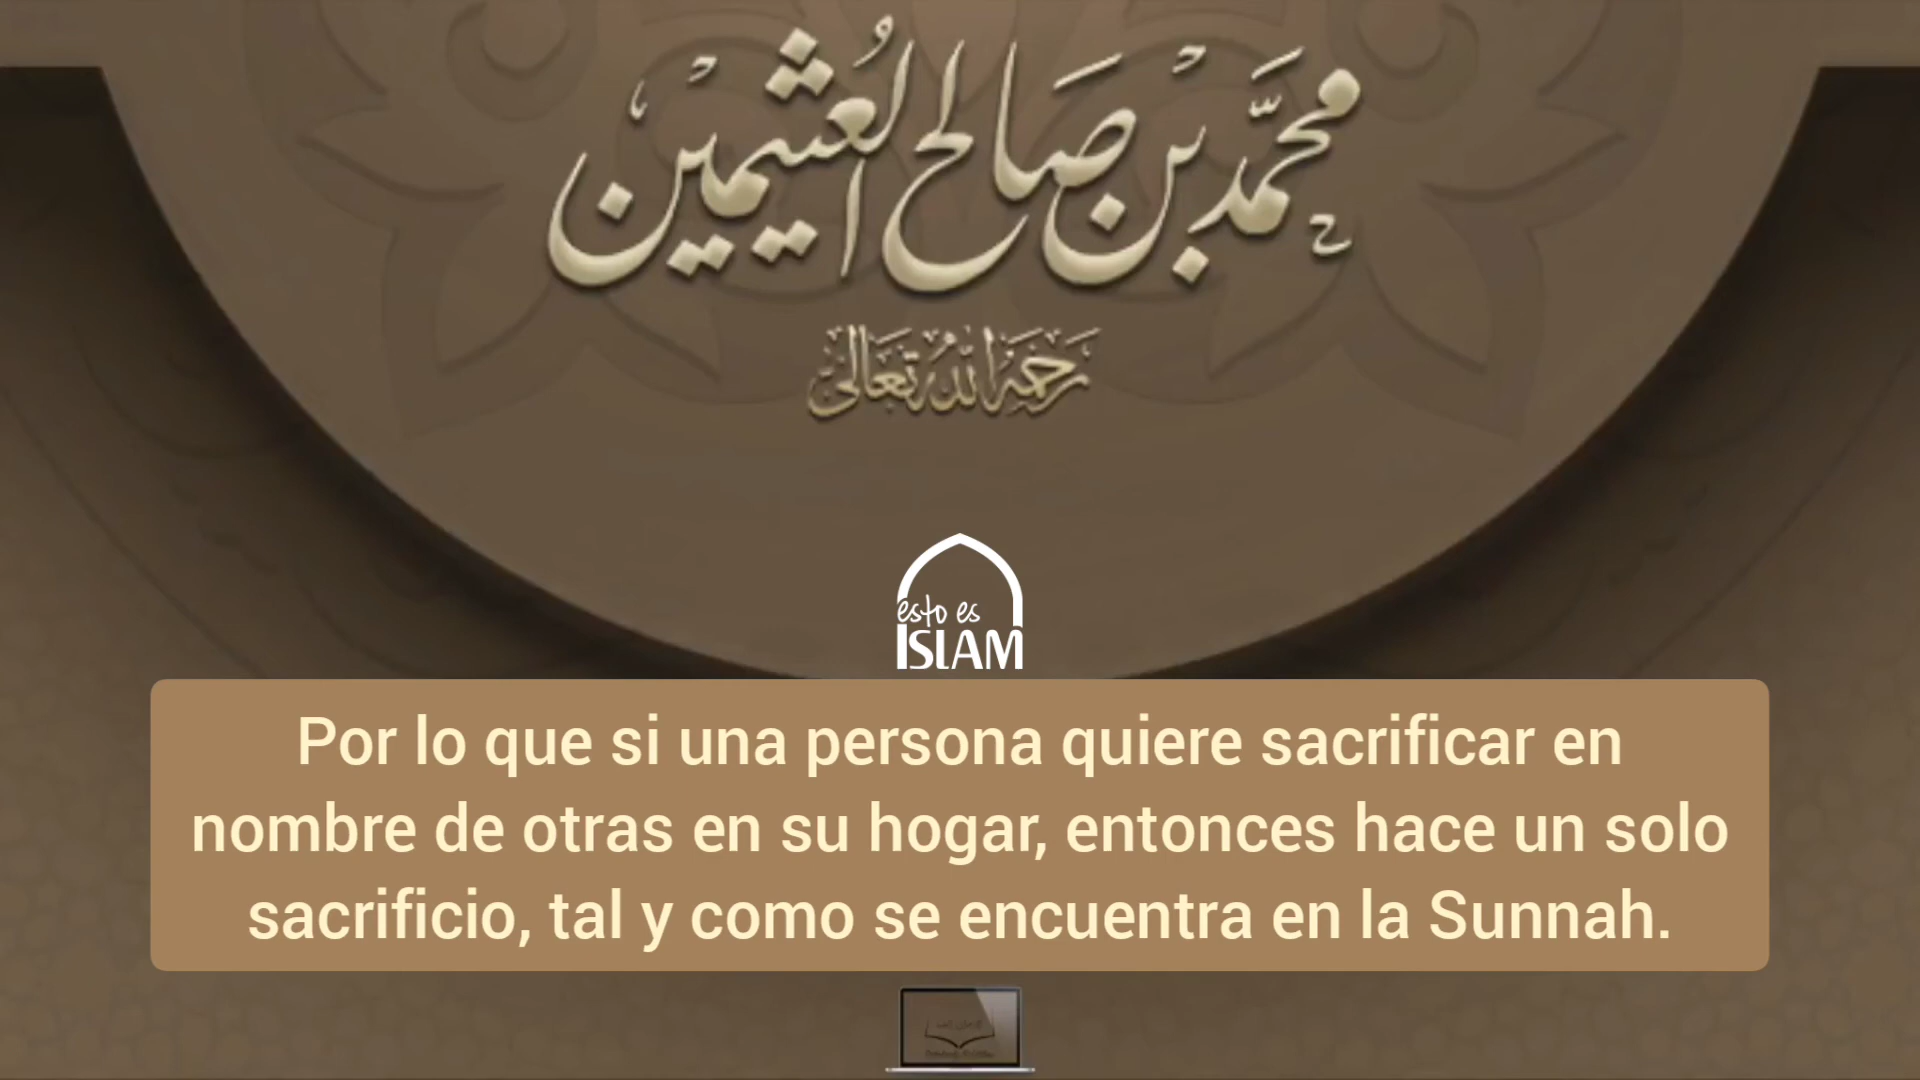 محمد بن صالح العثيمين
رحمه الله تعالى
esto es
ISLAM
Por lo que si una persona quiere sacrificar en
nombre de otras en su hogar, entonces hace un solo
sacrificio, tal y como se encuentra en la Sunnah.